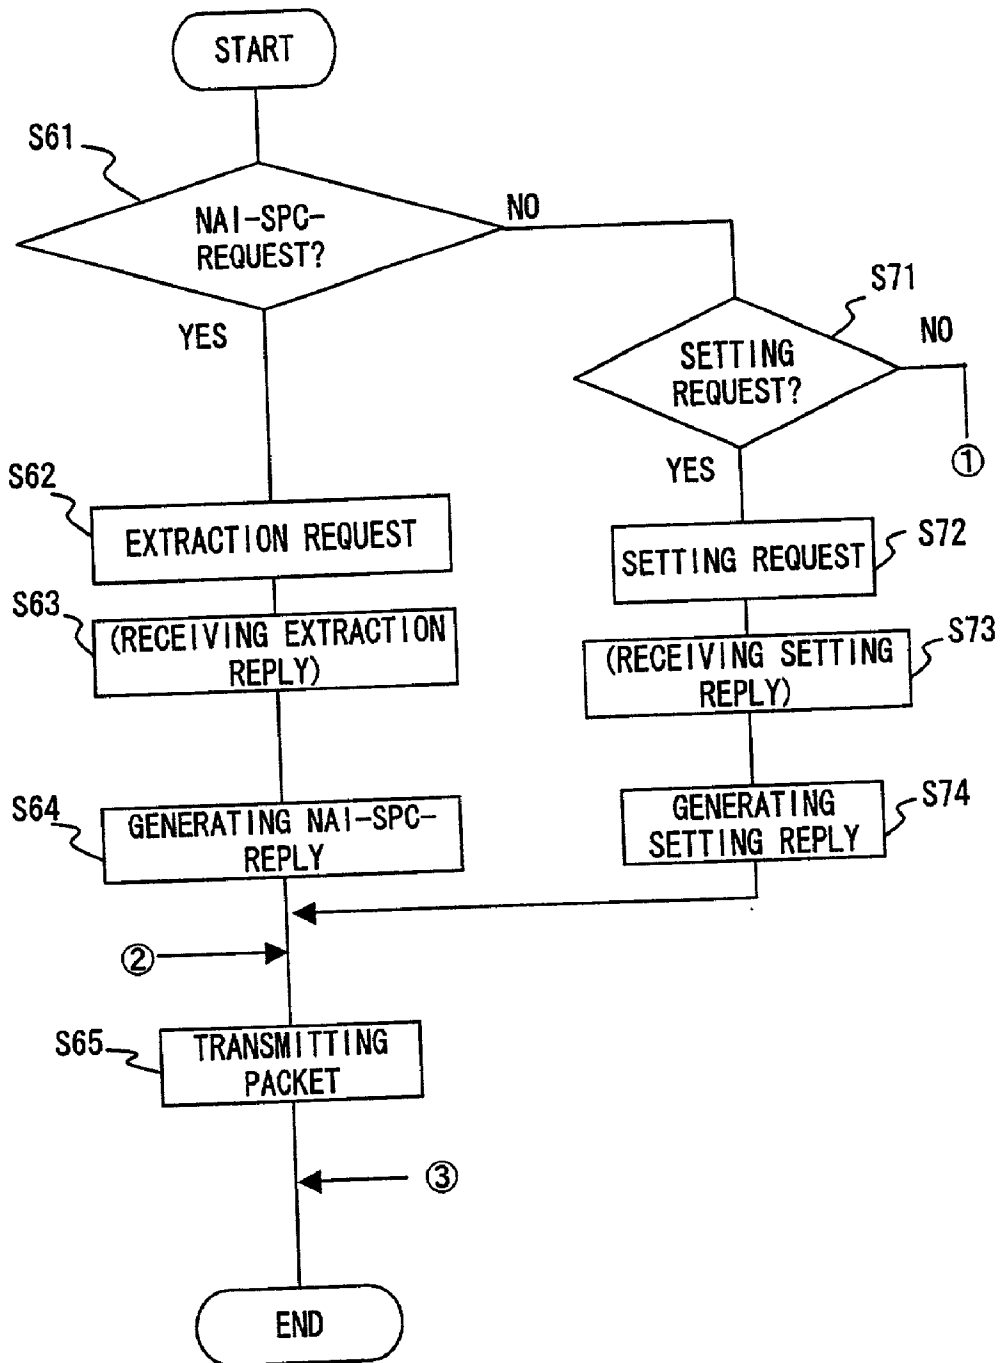 START
S61
NAI-SPC-
REQUEST?
NO
YES
S71
SETTING
REQUEST?
NO
YES
①
S62
EXTRACTION REQUEST
S72
SETTING REQUEST
S63
(RECEIVING EXTRACTION
REPLY)
S73
(RECEIVING SETTING
REPLY)
S64
GENERATING NAI-SPC-
REPLY
S74
GENERATING
SETTING REPLY
②
S65
TRANSMITTING
PACKET
③
END